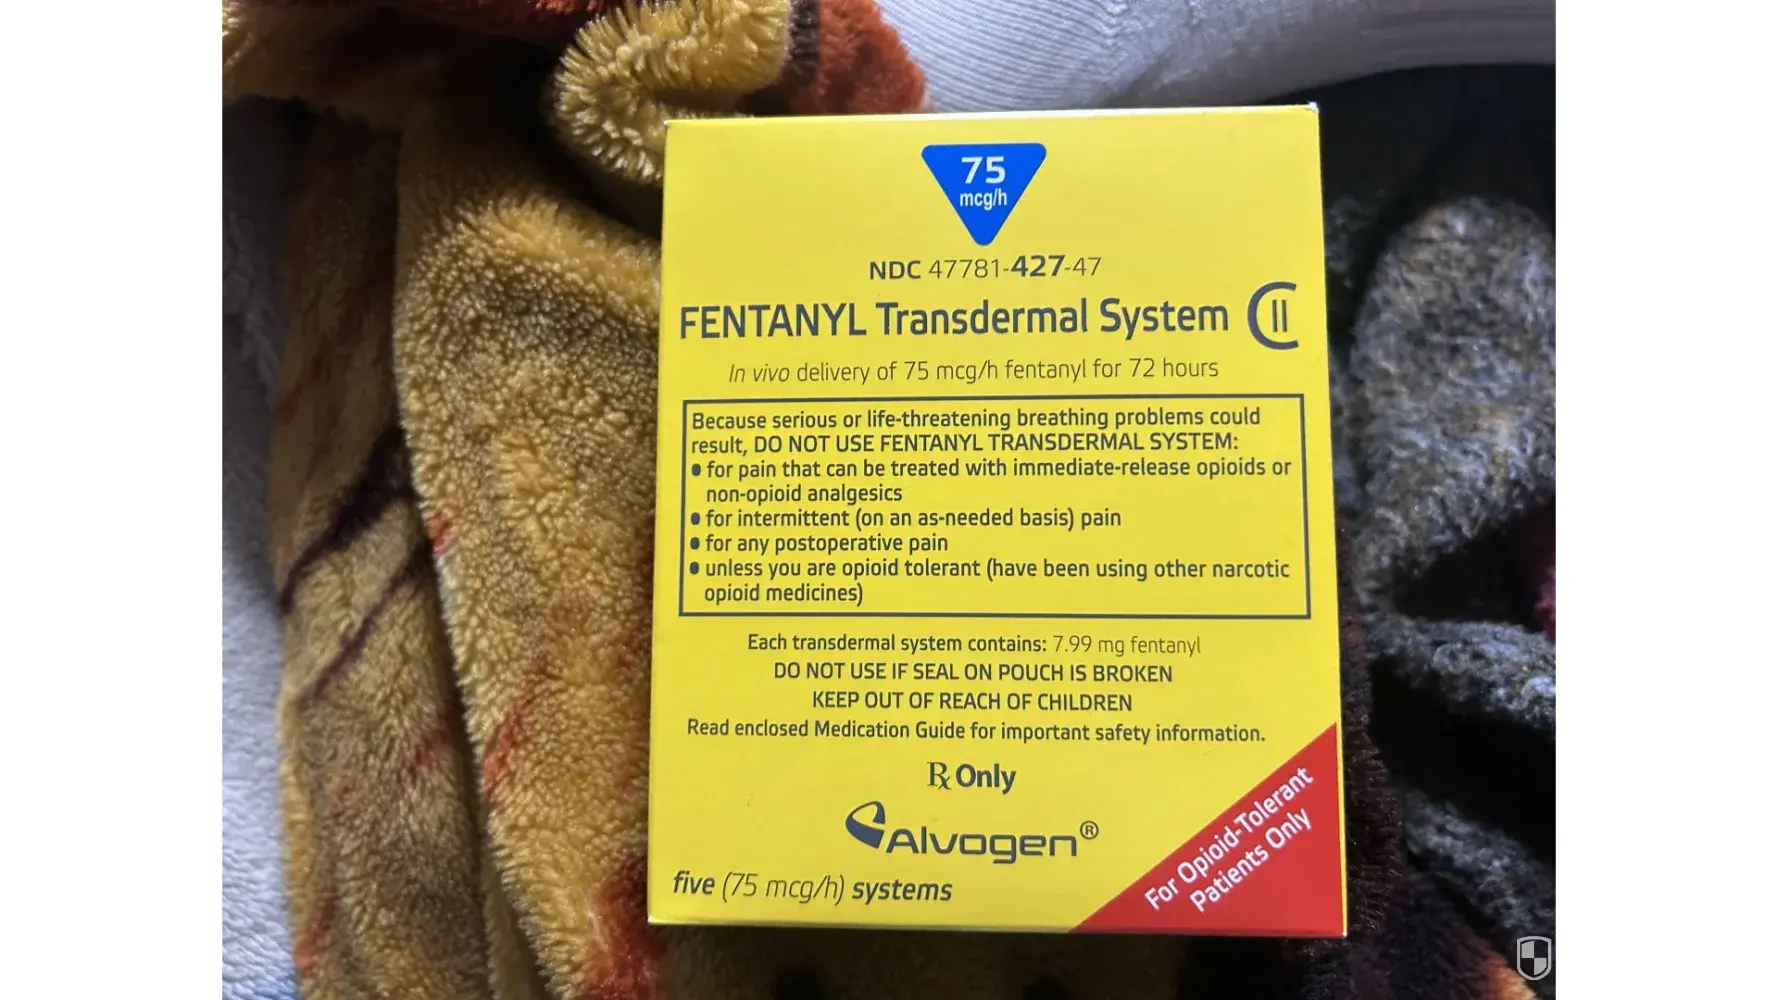 75
mcg/h
NDC 47781-427-47
FENTANYL Transdermal System CII
In vivo delivery of 75 mcg/h fentanyl for 72 hours
Because serious or life-threatening breathing problems could
result, DO NOT USE FENTANYL TRANSDERMAL SYSTEM:
• for pain that can be treated with immediate-release opioids or
non-opioid analgesics
• for intermittent (on an as-needed basis) pain
• for any postoperative pain
• unless you are opioid tolerant (have been using other narcotic
opioid medicines)
Each transdermal system contains: 7.99 mg fentanyl
DO NOT USE IF SEAL ON POUCH IS BROKEN
KEEP OUT OF REACH OF CHILDREN
Read enclosed Medication Guide for important safety information.
℞ Only
Alvogen®
five (75 mcg/h) systems
For Opioid-Tolerant
Patients Only